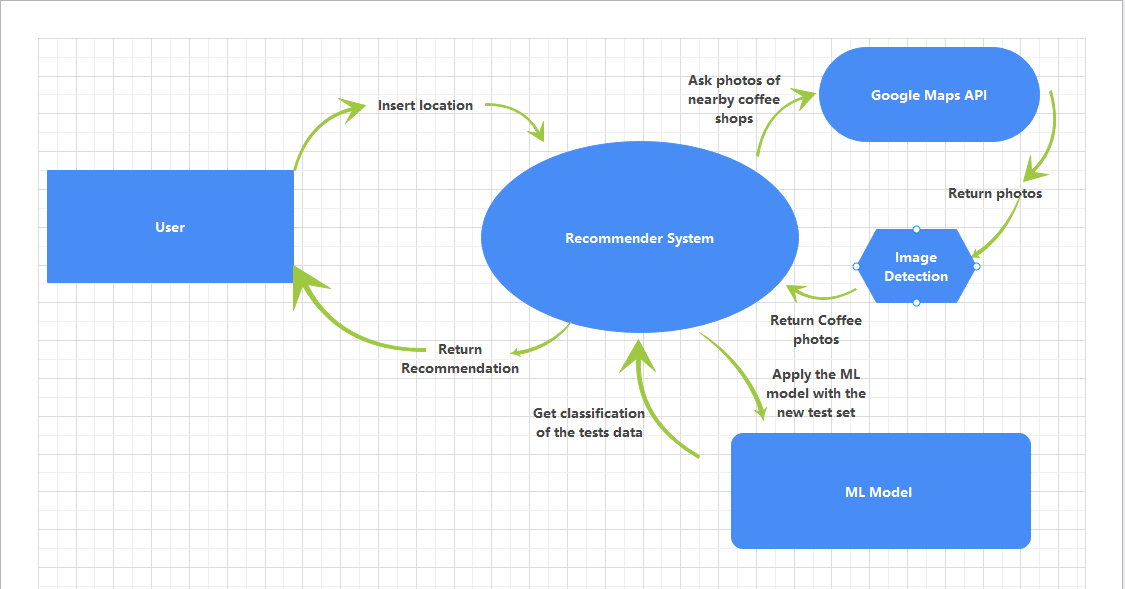 Ask photos of
nearby coffee
shops
Google Maps API
Insert location
Return photos
User
Recommender System
Image
Detection
Return Coffee
photos
Return
Recommendation
Apply the ML
model with the
new test set
Get classification
of the tests data
ML Model